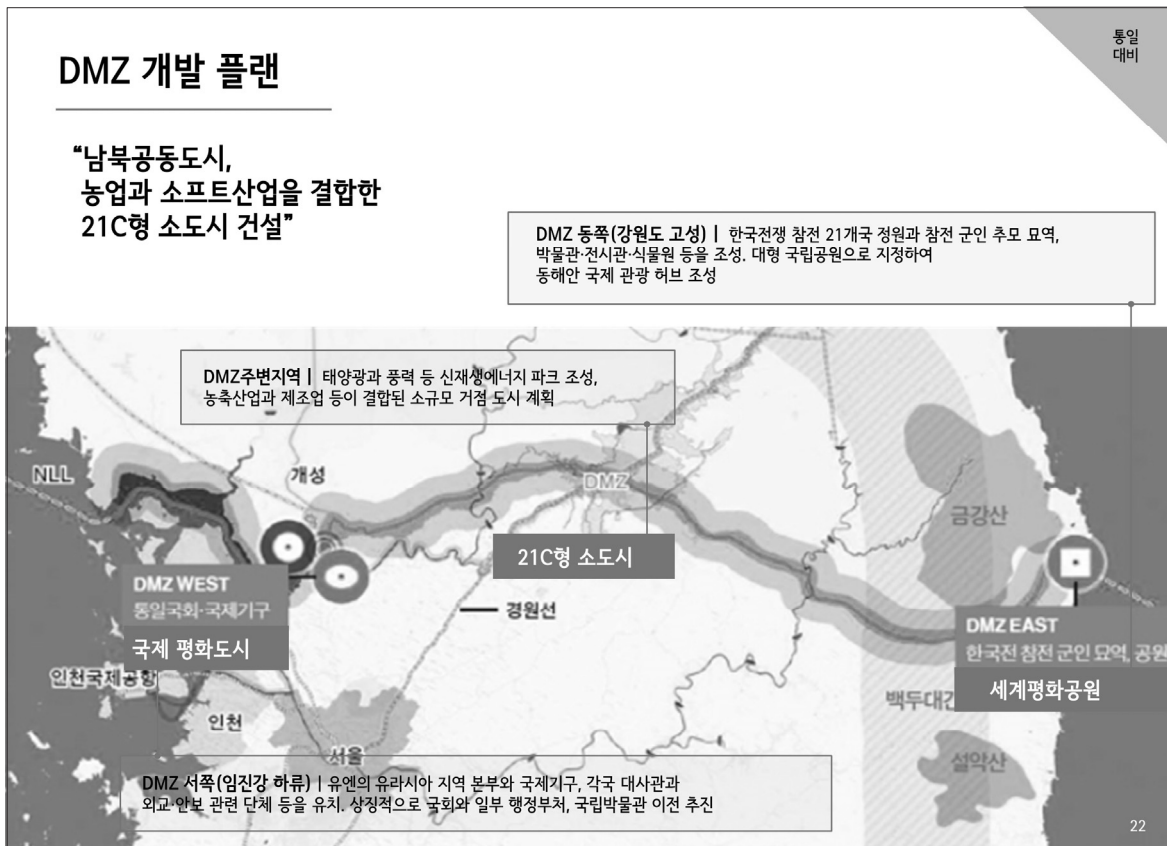 통일
대비
DMZ 개발 플랜
“남북공동도시,
농업과 소프트산업을 결합한
21C형 소도시 건설”
DMZ 동쪽(강원도 고성) | 한국전쟁 참전 21개국 정원과 참전 군인 추모 묘역,
박물관·전시관·식물원 등을 조성. 대형 국립공원으로 지정하여
동해안 국제 관광 허브 조성
DMZ주변지역 | 태양광과 풍력 등 신재생에너지 파크 조성,
농축산업과 제조업 등이 결합된 소규모 거점 도시 계획
NLL
개성
DMZ
금강산
21C형 소도시
DMZ WEST
통일국회·국제기구
국제 평화도시
경원선
DMZ EAST
한국전 참전 군인 묘역, 공원
세계평화공원
인천국제공항
인천
백두대간
서울
설악산
DMZ 서쪽(임진강 하류) | 유엔의 유라시아 지역 본부와 국제기구, 각국 대사관과
외교·안보 관련 단체 등을 유치. 상징적으로 국회와 일부 행정부처, 국립박물관 이전 추진
22